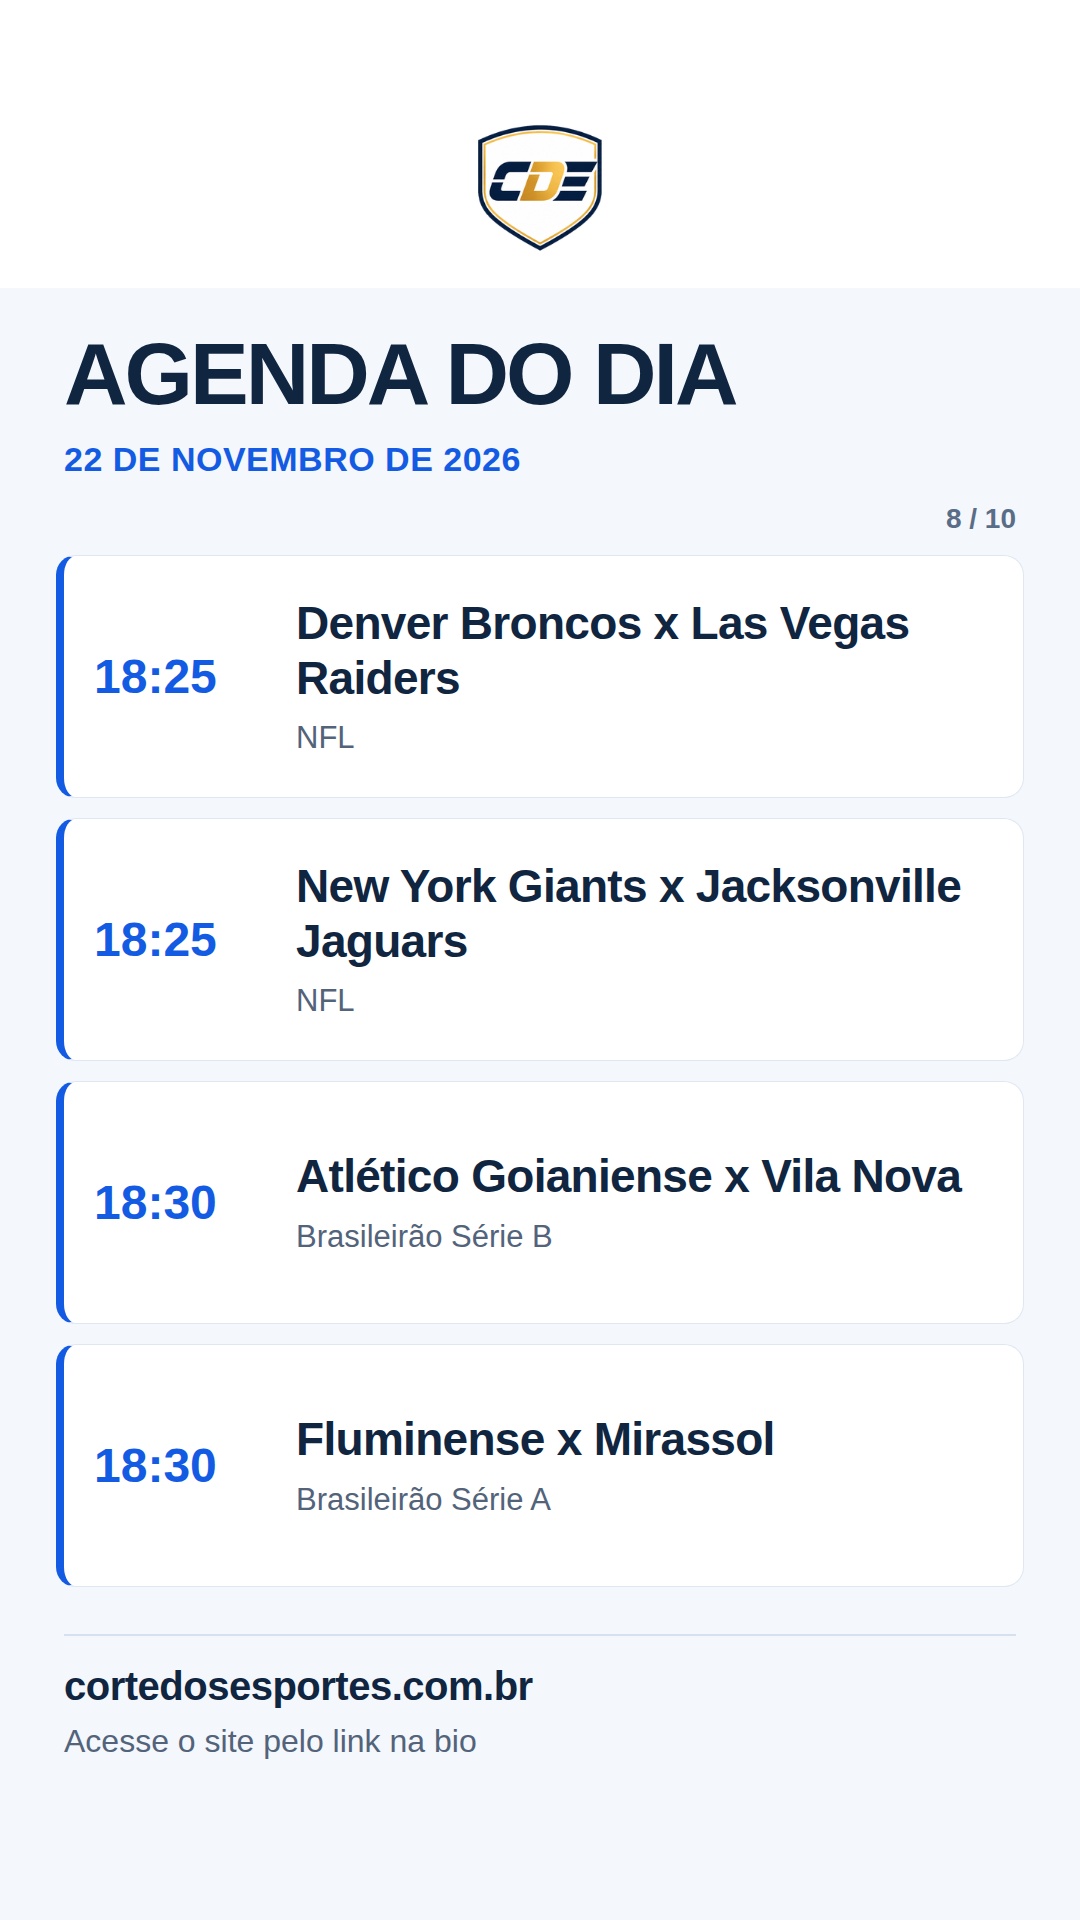 CDE
AGENDA DO DIA
22 DE NOVEMBRO DE 2026
8 / 10
18:25
Denver Broncos x Las Vegas
Raiders
NFL
18:25
New York Giants x Jacksonville
Jaguars
NFL
18:30
Atlético Goianiense x Vila Nova
Brasileirão Série B
18:30
Fluminense x Mirassol
Brasileirão Série A
cortedosesportes.com.br
Acesse o site pelo link na bio